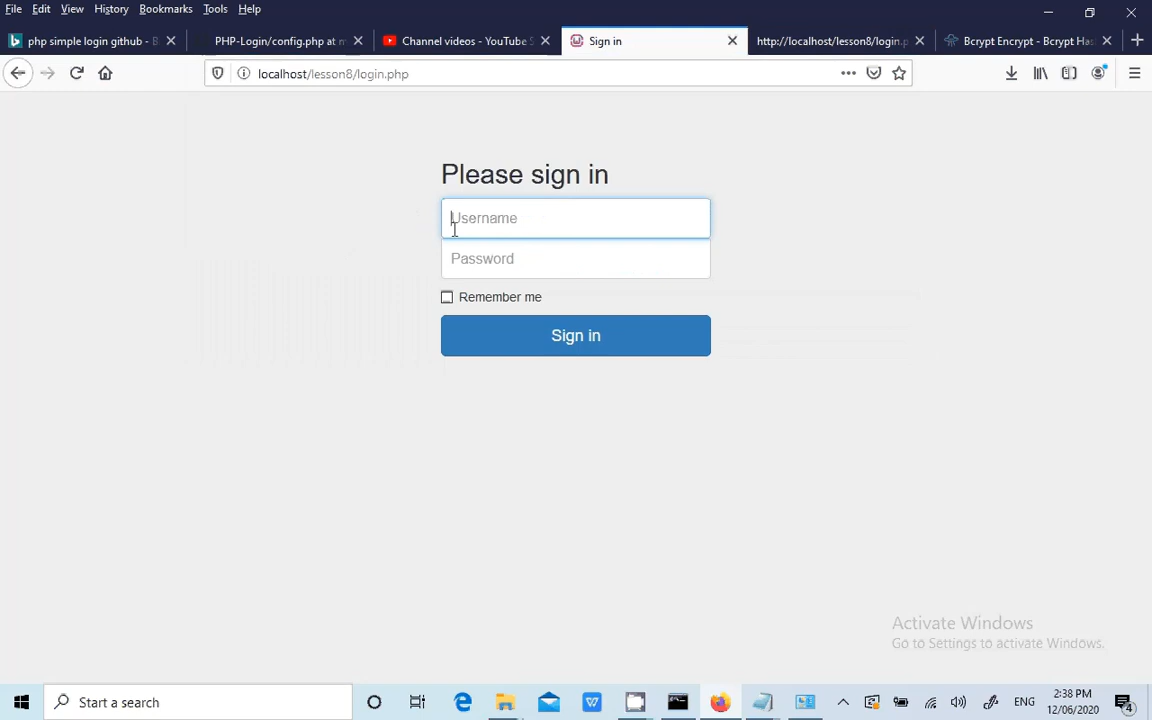 File Edit View History Bookmarks Tools Help
php simple login github - B
PHP-Login/config.php at m
Channel videos - YouTube S
Sign in
http://localhost/lesson8/login.p
Bcrypt Encrypt - Bcrypt Has
localhost/lesson8/login.php
Please sign in
Username
Password
Remember me
Sign in
Activate Windows
Go to Settings to activate Windows.
Start a search
ENG
2:38 PM
12/06/2020
4